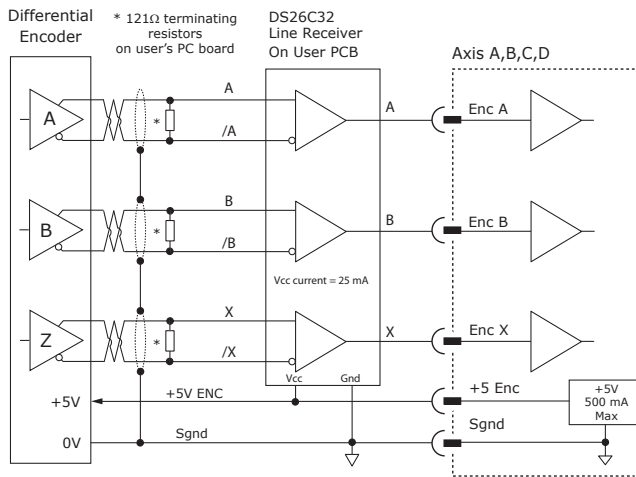 Differential
Encoder
* 121Ω terminating
resistors
on user's PC board
DS26C32
Line Receiver
On User PCB
Axis A,B,C,D
A
A
/A
*
A
Enc A
B
B
/B
*
B
Enc B
Vcc current = 25 mA
Z
X
/X
*
X
Enc X
Vcc
Gnd
+5V
+5V ENC
+5 Enc
+5V
500 mA
Max
0V
Sgnd
Sgnd